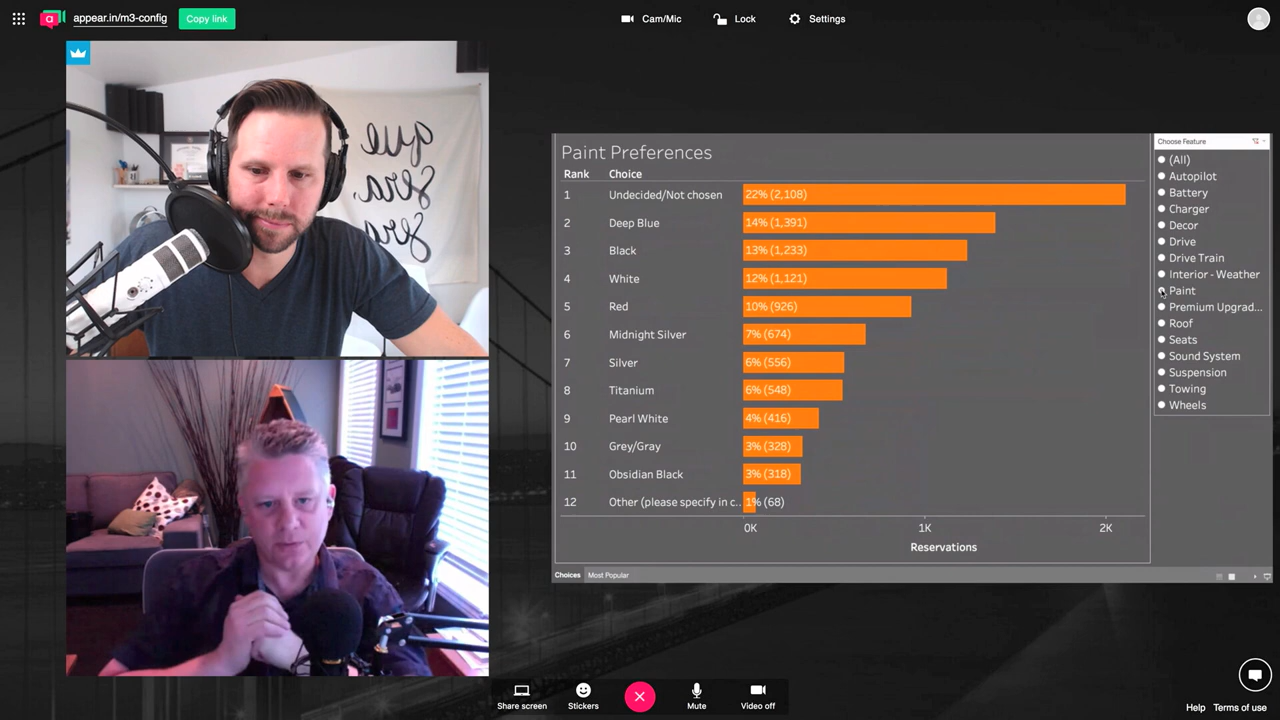 appear.in/m3-config
Copy link
Cam/Mic
Lock
Settings
que
sera,
sera
Paint Preferences
Rank Choice
1 Undecided/Not chosen 22% (2,108)
2 Deep Blue 14% (1,391)
3 Black 13% (1,233)
4 White 12% (1,121)
5 Red 10% (926)
6 Midnight Silver 7% (674)
7 Silver 6% (556)
8 Titanium 6% (548)
9 Pearl White 4% (416)
10 Grey/Gray 3% (328)
11 Obsidian Black 3% (318)
12 Other (please specify in c.. 1% (68)
0K 1K 2K
Reservations
Choices Most Popular
Choose Feature
(All)
Autopilot
Battery
Charger
Decor
Drive
Drive Train
Interior - Weather
Paint
Premium Upgrad...
Roof
Seats
Sound System
Suspension
Towing
Wheels
Share screen
Stickers
Mute
Video off
Help
Terms of use